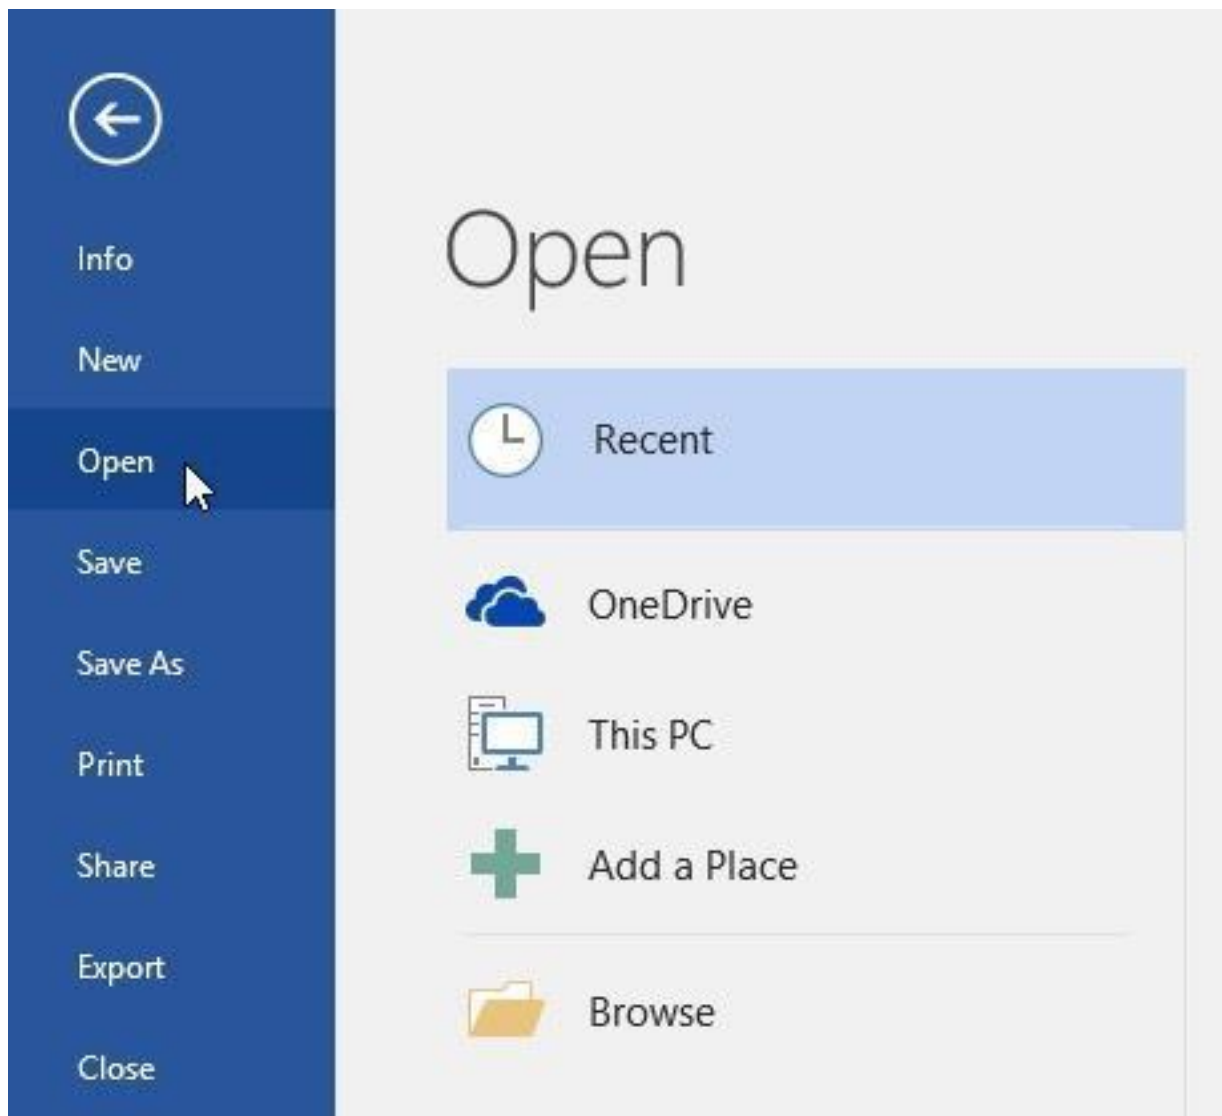 Info
New
Open
Save
Save As
Print
Share
Export
Close
Open
Recent
OneDrive
This PC
Add a Place
Browse